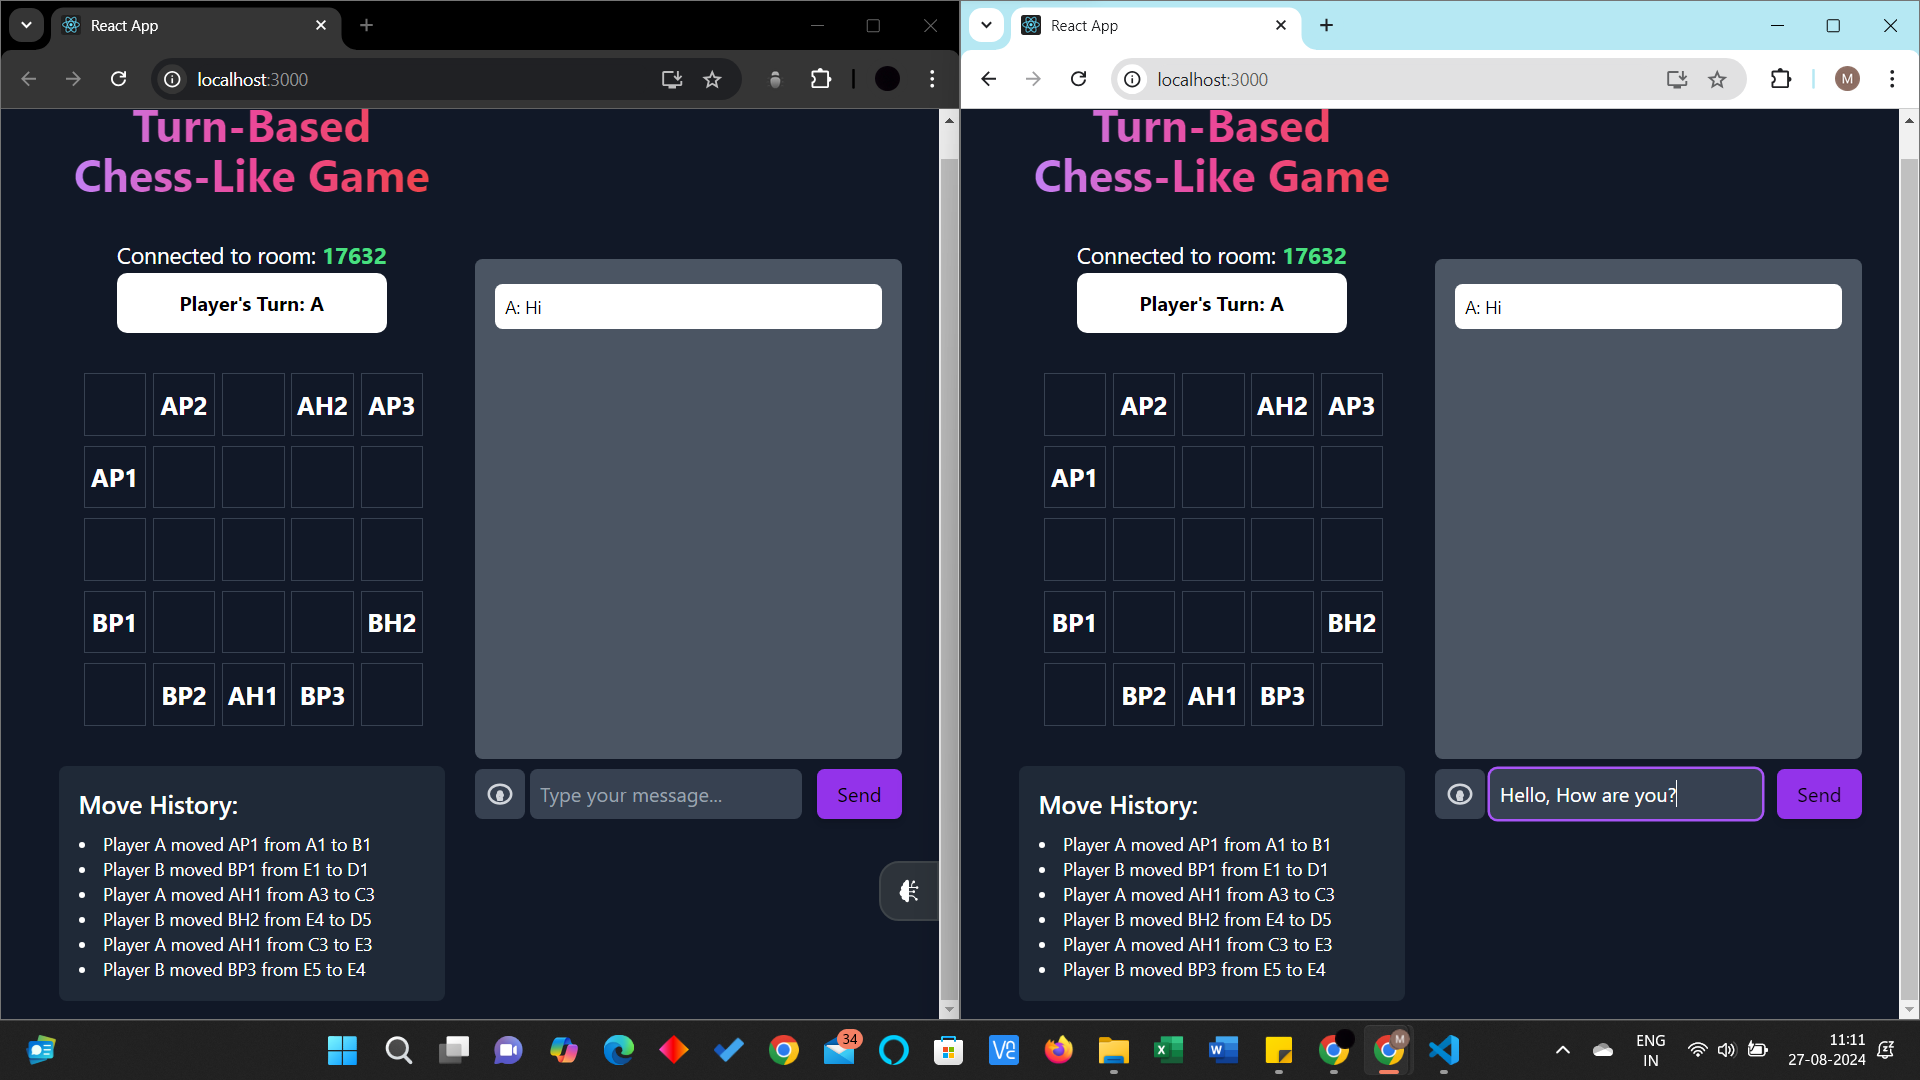 React App
localhost:3000
Turn-Based
Chess-Like Game
Connected to room: 17632
Player's Turn: A
AP2 AH2 AP3
AP1
BP1 BH2
BP2 AH1 BP3
Move History:
Player A moved AP1 from A1 to B1
Player B moved BP1 from E1 to D1
Player A moved AH1 from A3 to C3
Player B moved BH2 from E4 to D5
Player A moved AH1 from C3 to E3
Player B moved BP3 from E5 to E4
A: Hi
Type your message...
Send
React App
localhost:3000
M
Turn-Based
Chess-Like Game
Connected to room: 17632
Player's Turn: A
AP2 AH2 AP3
AP1
BP1 BH2
BP2 AH1 BP3
Move History:
Player A moved AP1 from A1 to B1
Player B moved BP1 from E1 to D1
Player A moved AH1 from A3 to C3
Player B moved BH2 from E4 to D5
Player A moved AH1 from C3 to E3
Player B moved BP3 from E5 to E4
A: Hi
Hello, How are you?
Send
34
M
ENG
IN
11:11
27-08-2024